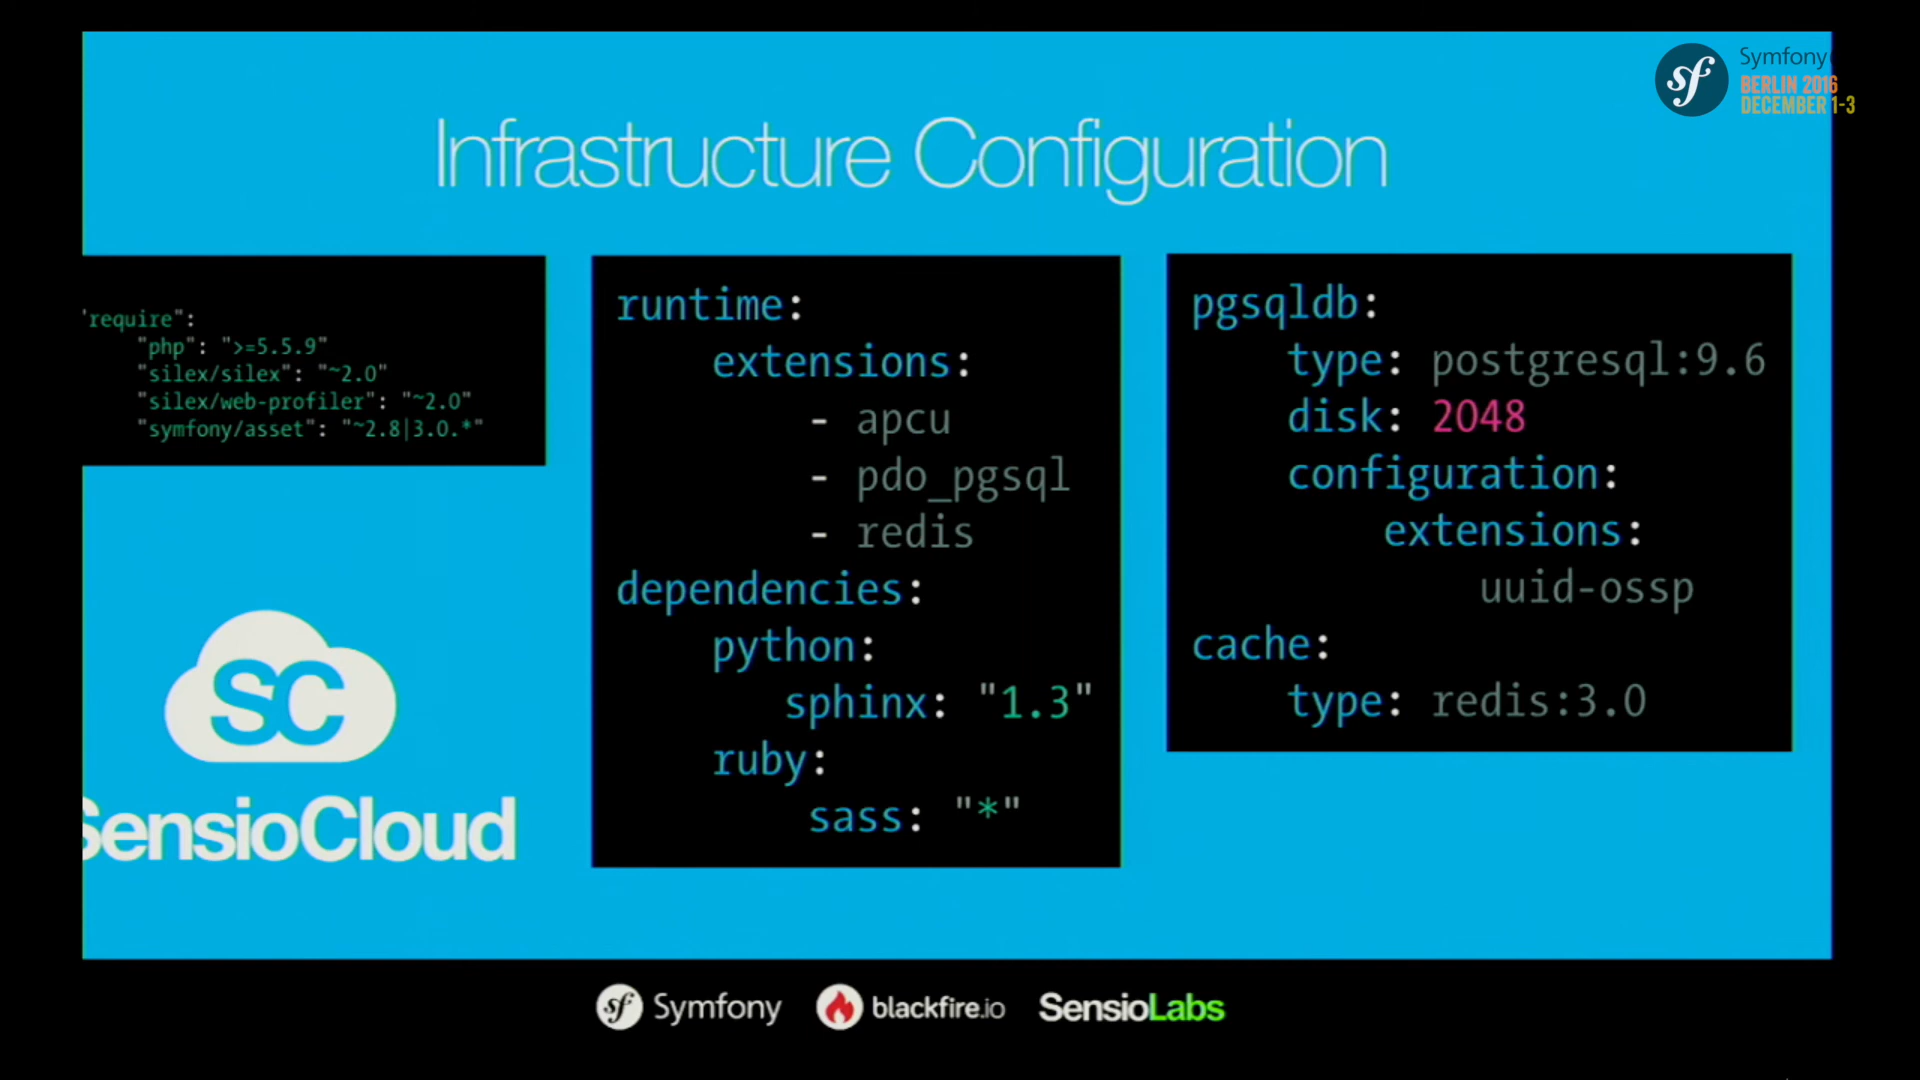 Symfony
BERLIN 2016
DECEMBER 1-3
Infrastructure Configuration
"require":
"php": ">=5.5.9"
"silex/silex": "~2.0"
"silex/web-profiler": "~2.0"
"symfony/asset": "~2.8|3.0.*"
SC
SensioCloud
runtime:
extensions:
- apcu
- pdo_pgsql
- redis
dependencies:
python:
sphinx: "1.3"
ruby:
sass: "*"
pgsqldb:
type: postgresql:9.6
disk: 2048
configuration:
extensions:
uuid-ossp
cache:
type: redis:3.0
sf Symfony
blackfire.io
SensioLabs